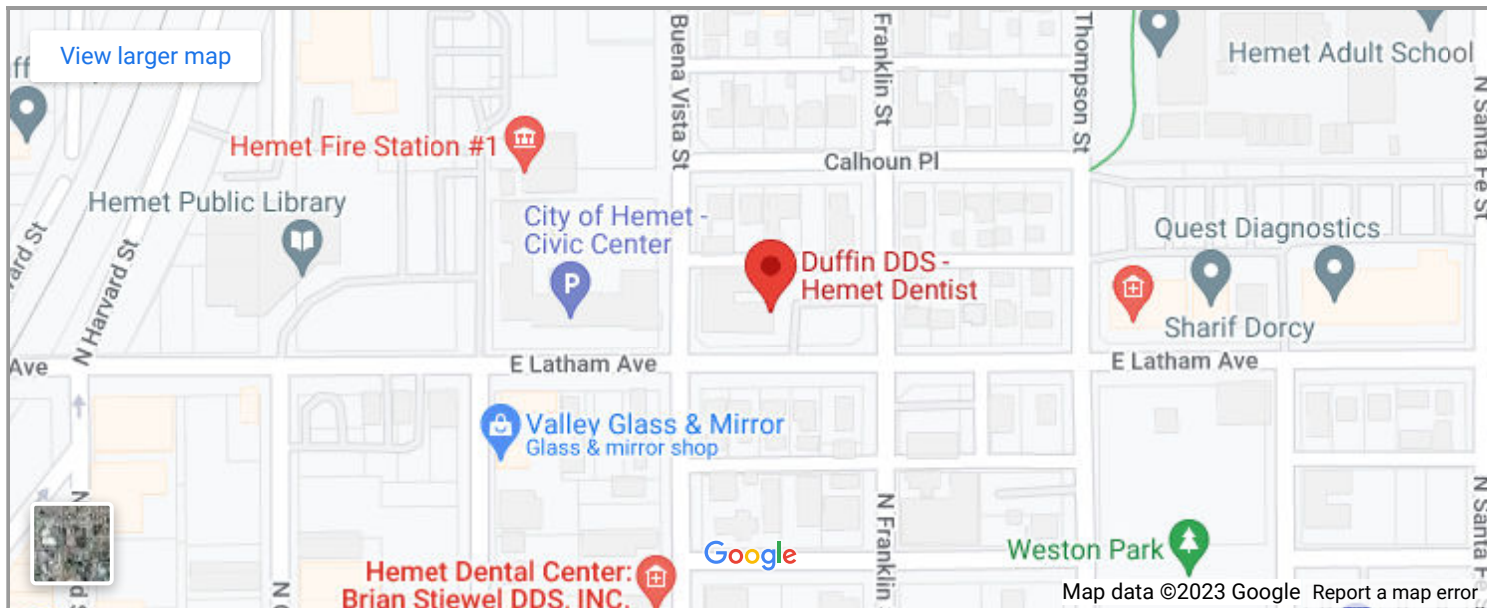 View larger map
Buena Vista St
Franklin St
Thompson St
Hemet Adult School
N Santa Fe St
Hemet Fire Station #1
Calhoun Pl
Hemet Public Library
City of Hemet -
Civic Center
Quest Diagnostics
Duffin DDS -
Hemet Dentist
N Harvard St
Sharif Dorcy
Ave
E Latham Ave
E Latham Ave
P
Valley Glass & Mirror
Glass & mirror shop
N Franklin
N Santa Fe
Google
Weston Park
Hemet Dental Center:
Brian Stiewel DDS, INC.
Map data ©2023 Google
Report a map error